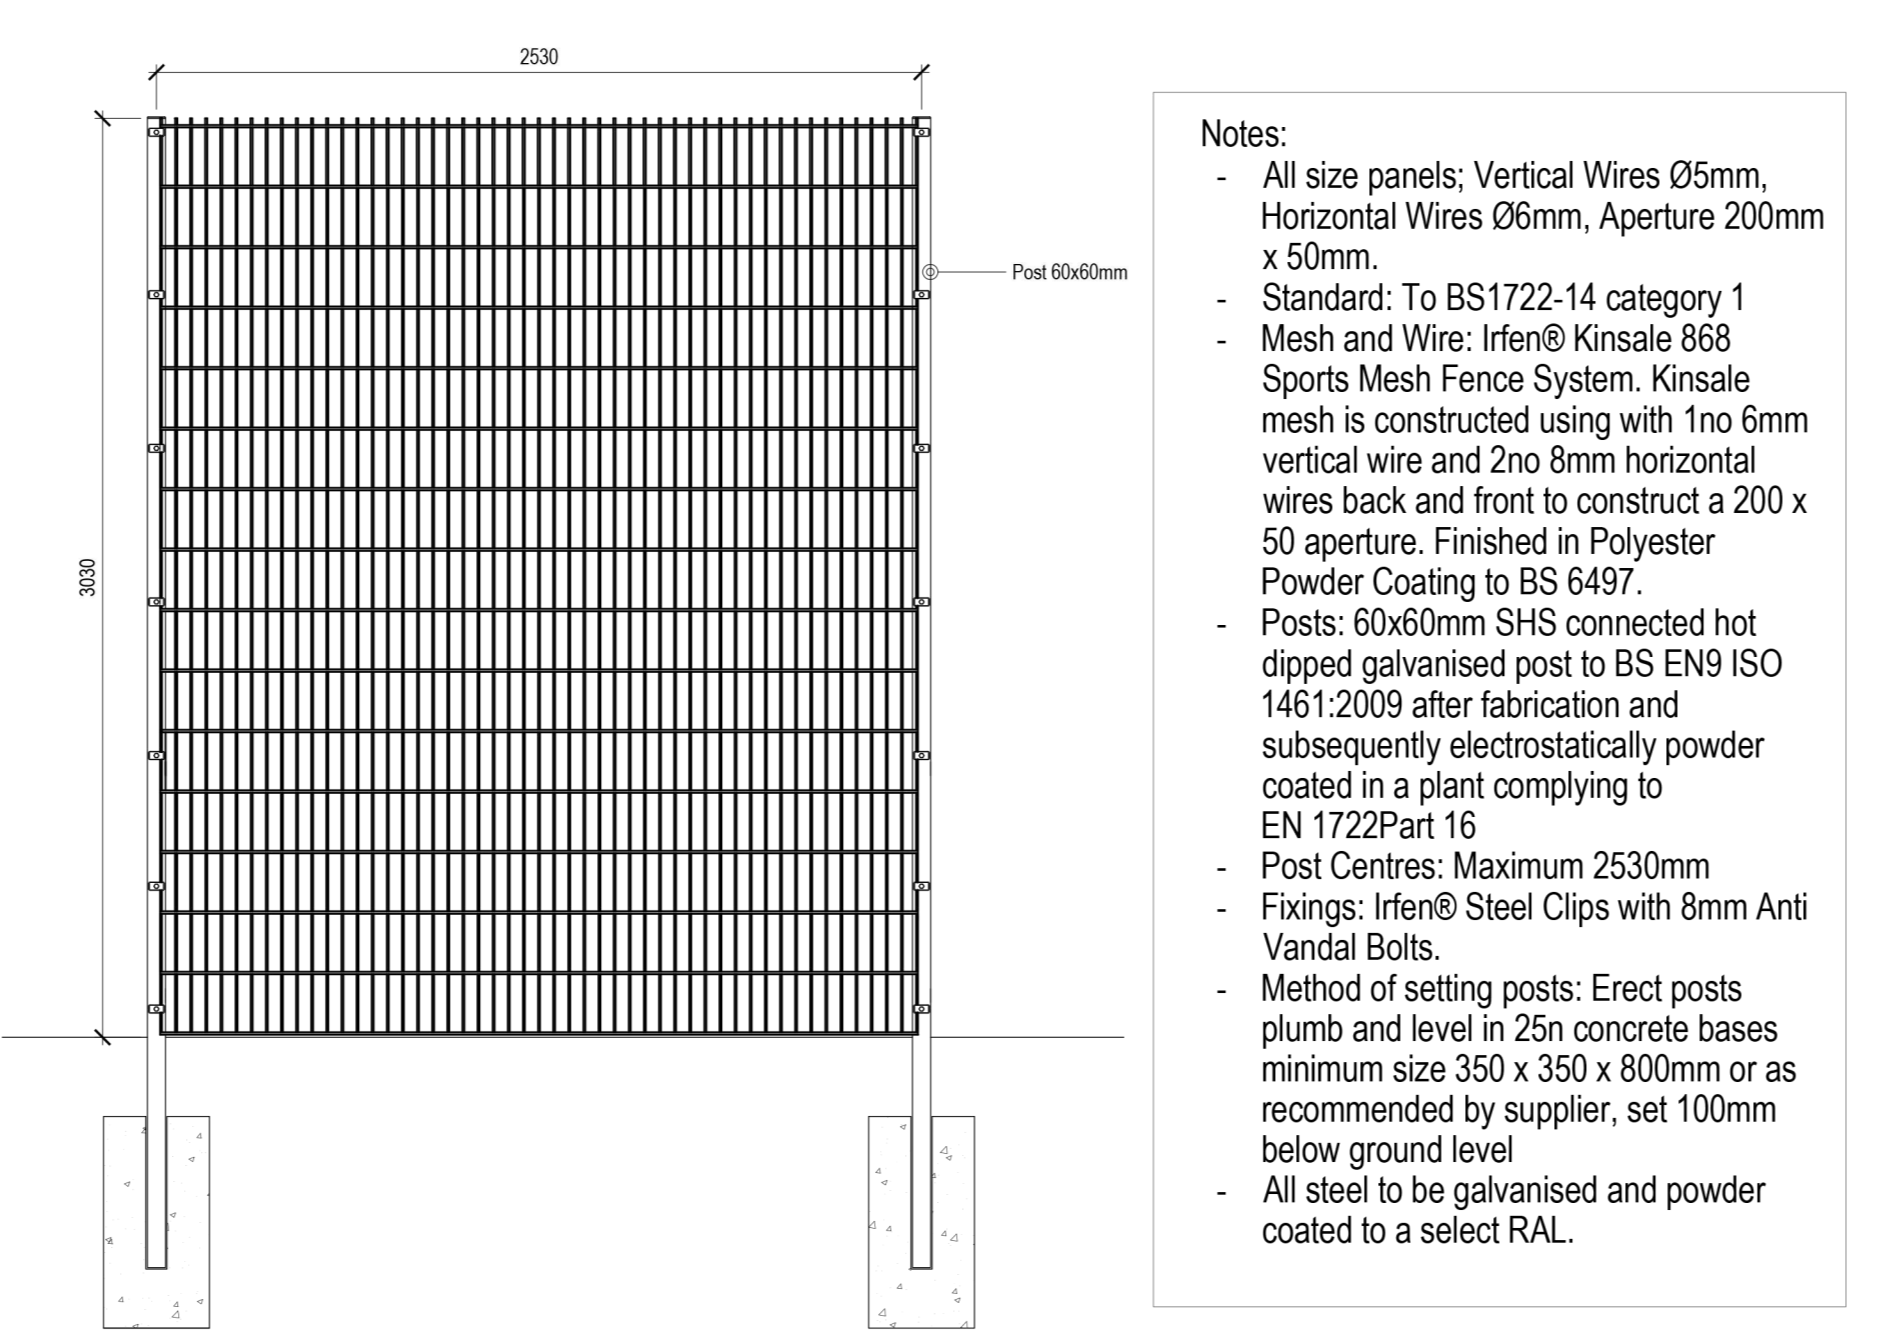 2530
3030
Post 60x60mm
Notes:
- All size panels; Vertical Wires Ø5mm,
Horizontal Wires Ø6mm, Aperture 200mm
x 50mm.
- Standard: To BS1722-14 category 1
- Mesh and Wire: Irfen® Kinsale 868
Sports Mesh Fence System. Kinsale
mesh is constructed using with 1no 6mm
vertical wire and 2no 8mm horizontal
wires back and front to construct a 200 x
50 aperture. Finished in Polyester
Powder Coating to BS 6497.
- Posts: 60x60mm SHS connected hot
dipped galvanised post to BS EN9 ISO
1461:2009 after fabrication and
subsequently electrostatically powder
coated in a plant complying to
EN 1722Part 16
- Post Centres: Maximum 2530mm
- Fixings: Irfen® Steel Clips with 8mm Anti
Vandal Bolts.
- Method of setting posts: Erect posts
plumb and level in 25n concrete bases
minimum size 350 x 350 x 800mm or as
recommended by supplier, set 100mm
below ground level
- All steel to be galvanised and powder
coated to a select RAL.